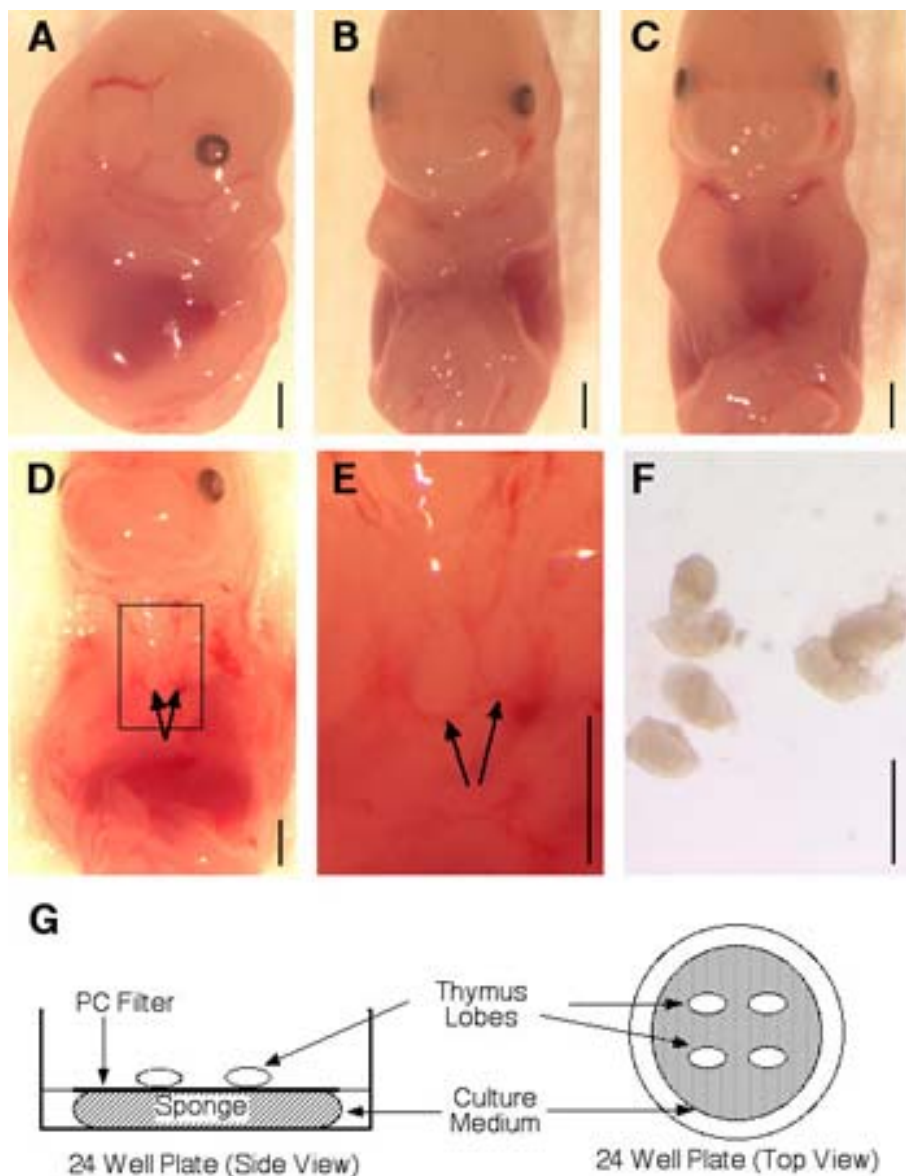 A
B
C
D
E
F
G
PC Filter
Thymus
Lobes
Sponge
Culture
Medium
24 Well Plate (Side View)
24 Well Plate (Top View)